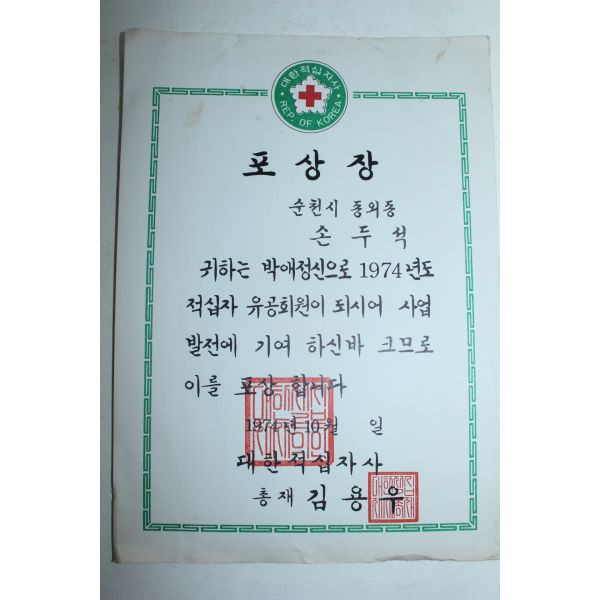 대한적십자사
REP. OF KOREA
포상장
순천시 동외동
손두석
귀하는 박애정신으로 1974년도
적십자 유공회원이 되시어 사업
발전에 기여 하신바 크므로
이를 포상 합니다
1974년 10월 일
대한적십자사
총재 김용우